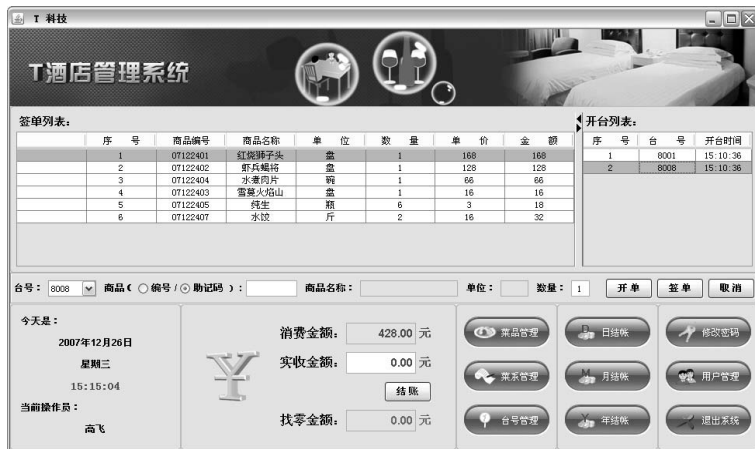 T 科技
T酒店管理系统
签单列表: 开台列表:
序 号 商品编号 商品名称 单 位 数 量 单 价 金 额 序 号 台 号 开台时间
1 07122401 红烧狮子头 盘 1 168 168 1 8001 15:10:36
2 07122402 虾兵蝎将 盘 1 128 128 2 8008 15:10:36
3 07122404 水煮肉片 碗 1 66 66
4 07122403 雪莫火焰山 盘 1 16 16
5 07122405 纯生 瓶 6 3 18
6 07122407 水饺 斤 2 16 32
台号: 8008 商品( 编号 / 助记码 ): 商品名称: 单位: 数量: 1 开 单 签 单 取 消
今天是:
2007年12月26日
星期三
15:15:04
当前操作员:
高飞
¥
消费金额: 428.00 元
实收金额: 0.00 元
结 账
找零金额: 0.00 元
菜品管理 日结帐 修改密码
菜系管理 月结帐 用户管理
台号管理 年结帐 退出系统